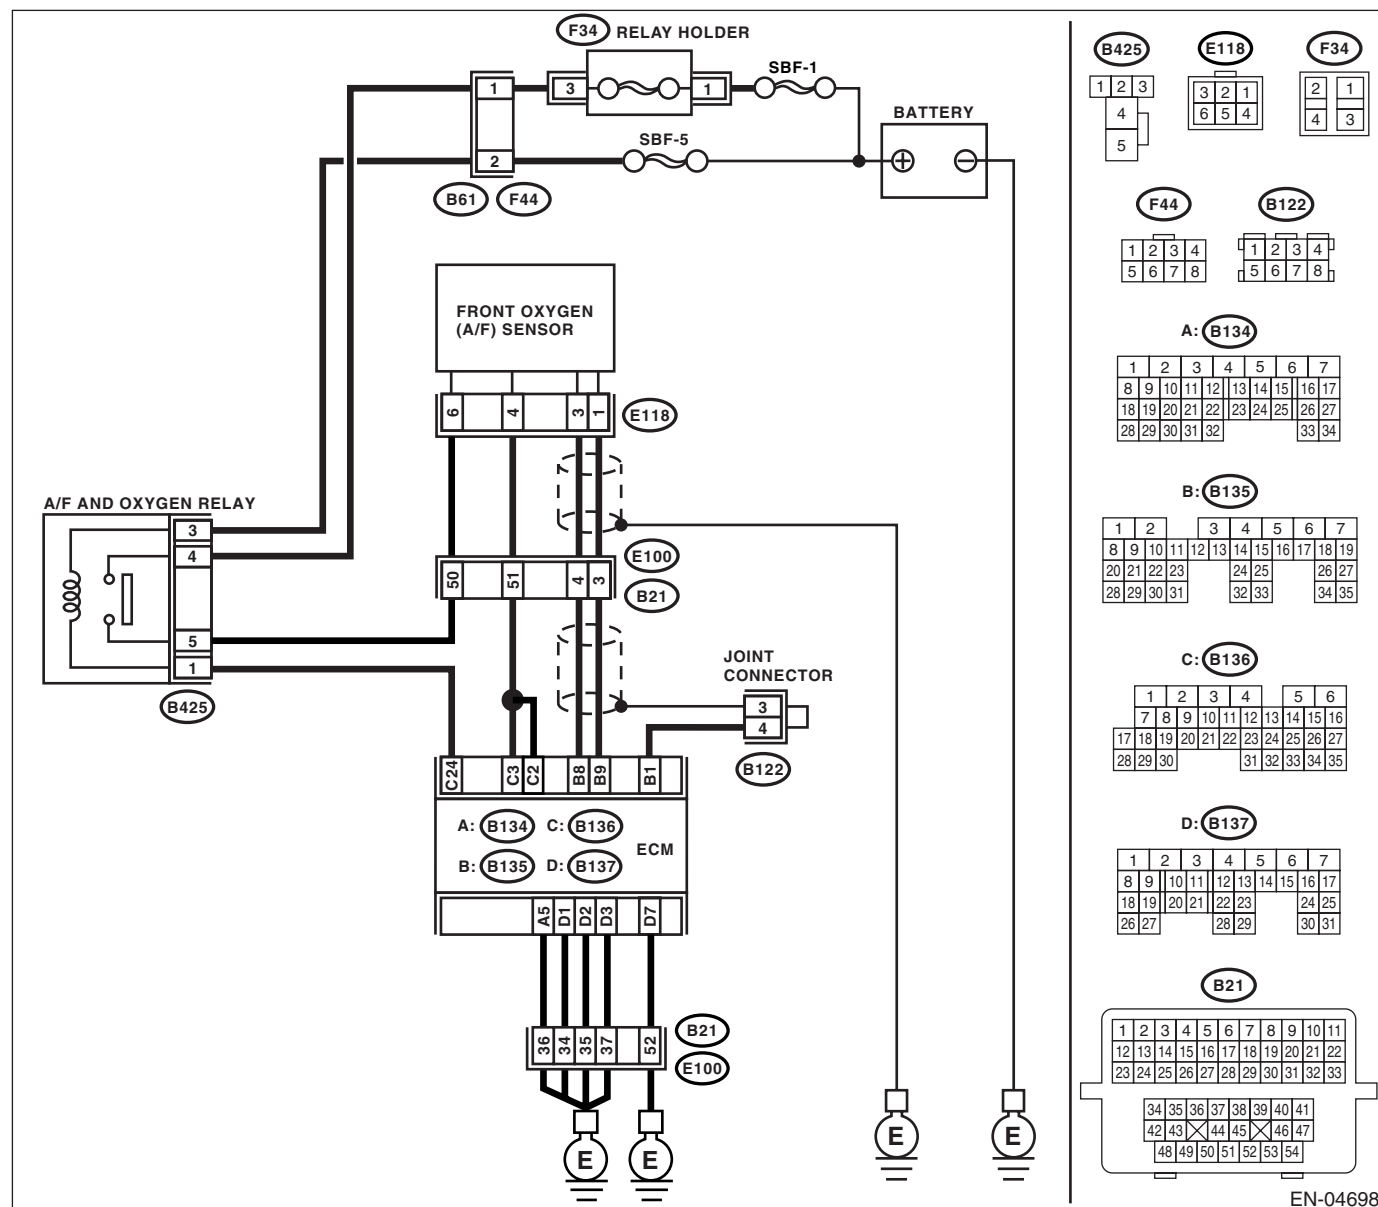 F34 RELAY HOLDER
SBF-1
1 3 1
BATTERY
SBF-5
2
B61 F44
FRONT OXYGEN
(A/F) SENSOR
6 4 3 1 E118
A/F AND OXYGEN RELAY
3
4
5
1
B425
E100
50 51 4 3
B21
JOINT
CONNECTOR
3
4
B122
C24 C3 C2 B8 B9 B1
A: B134 C: B136
B: B135 D: B137
ECM
A5 D1 D2 D3 D7
36 34 35 37 52
B21
E100
E E E E
B425
1 2 3
4
5
E118
3 2 1
6 5 4
F34
2 1
4 3
F44
1 2 3 4
5 6 7 8
B122
1 2 3 4
5 6 7 8
A: B134
1 2 3 4 5 6 7
8 9 10 11 12 13 14 15 16 17
18 19 20 21 22 23 24 25 26 27
28 29 30 31 32 33 34
B: B135
1 2 3 4 5 6 7
8 9 10 11 12 13 14 15 16 17 18 19
20 21 22 23 24 25 26 27
28 29 30 31 32 33 34 35
C: B136
1 2 3 4 5 6
7 8 9 10 11 12 13 14 15 16
17 18 19 20 21 22 23 24 25 26 27
28 29 30 31 32 33 34 35
D: B137
1 2 3 4 5 6 7
8 9 10 11 12 13 14 15 16 17
18 19 20 21 22 23 24 25
26 27 28 29 30 31
B21
1 2 3 4 5 6 7 8 9 10 11
12 13 14 15 16 17 18 19 20 21 22
23 24 25 26 27 28 29 30 31 32 33
34 35 36 37 38 39 40 41
42 43 44 45 46 47
48 49 50 51 52 53 54
EN-04698